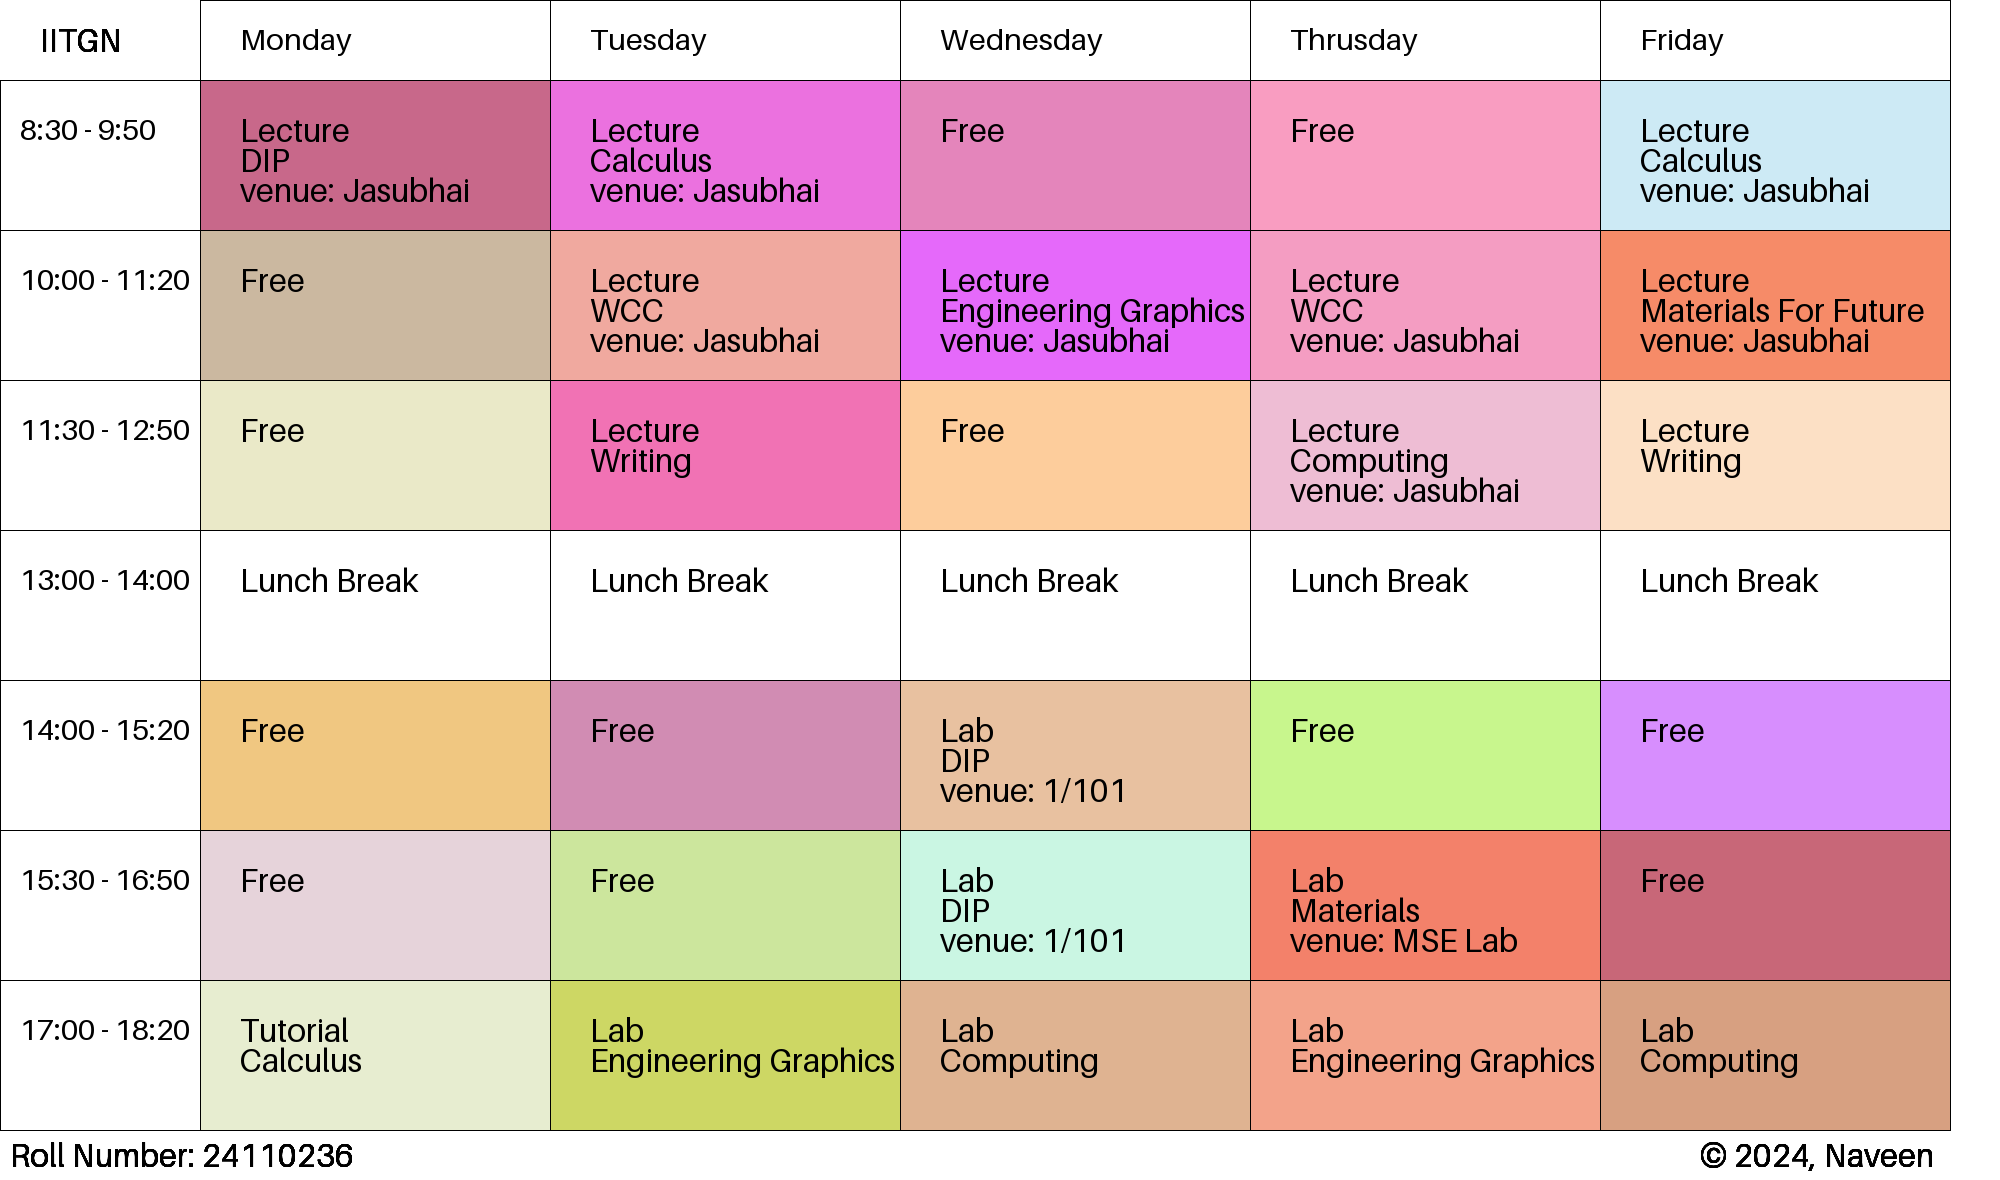 IITGN Monday Tuesday Wednesday Thrusday Friday
8:30 - 9:50
Lecture
DIP
venue: Jasubhai
Lecture
Calculus
venue: Jasubhai
Free
Free
Lecture
Calculus
venue: Jasubhai
10:00 - 11:20
Free
Lecture
WCC
venue: Jasubhai
Lecture
Engineering Graphics
venue: Jasubhai
Lecture
WCC
venue: Jasubhai
Lecture
Materials For Future
venue: Jasubhai
11:30 - 12:50
Free
Lecture
Writing
Free
Lecture
Computing
venue: Jasubhai
Lecture
Writing
13:00 - 14:00
Lunch Break
Lunch Break
Lunch Break
Lunch Break
Lunch Break
14:00 - 15:20
Free
Free
Lab
DIP
venue: 1/101
Free
Free
15:30 - 16:50
Free
Free
Lab
DIP
venue: 1/101
Lab
Materials
venue: MSE Lab
Free
17:00 - 18:20
Tutorial
Calculus
Lab
Engineering Graphics
Lab
Computing
Lab
Engineering Graphics
Lab
Computing
Roll Number: 24110236
© 2024, Naveen